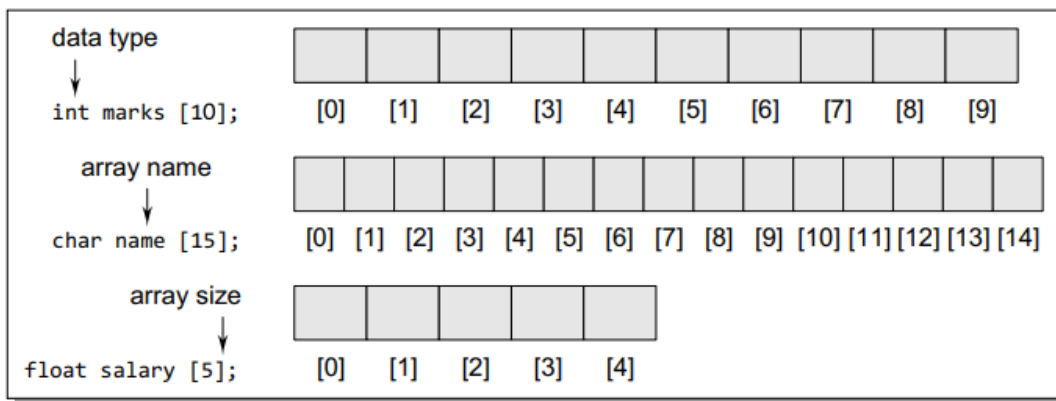 data type
int marks [10];
[0] [1] [2] [3] [4] [5] [6] [7] [8] [9]
array name
char name [15];
[0] [1] [2] [3] [4] [5] [6] [7] [8] [9] [10] [11] [12] [13] [14]
array size
float salary [5];
[0] [1] [2] [3] [4]